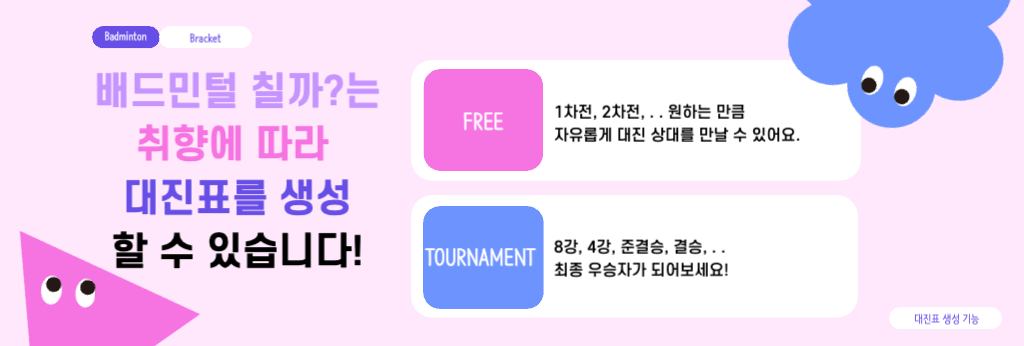 Badminton
Bracket
배드민털 칠까?는
취향에 따라
대진표를 생성
할 수 있습니다!
FREE
1차전, 2차전, . . 원하는 만큼
자유롭게 대진 상대를 만날 수 있어요.
TOURNAMENT
8강, 4강, 준결승, 결승, . .
최종 우승자가 되어보세요!
대진표 생성 기능